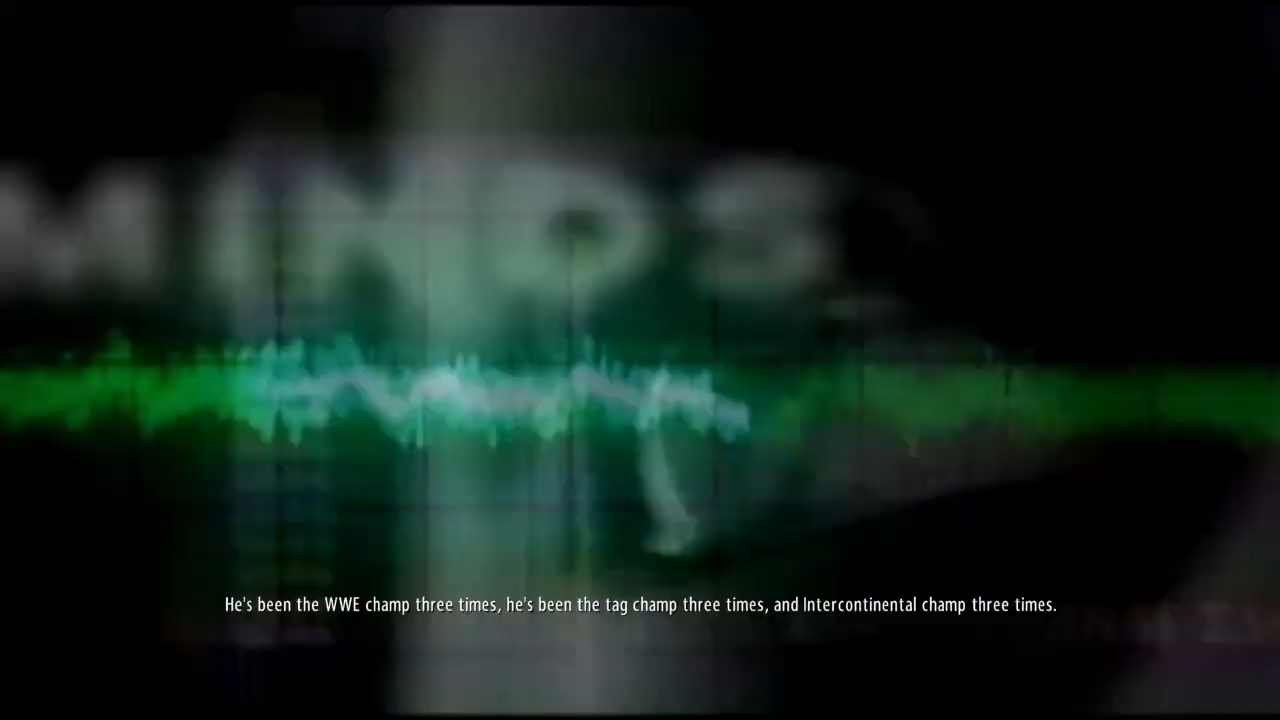 MINDS
He's been the WWE champ three times, he's been the tag champ three times, and Intercontinental champ three times.